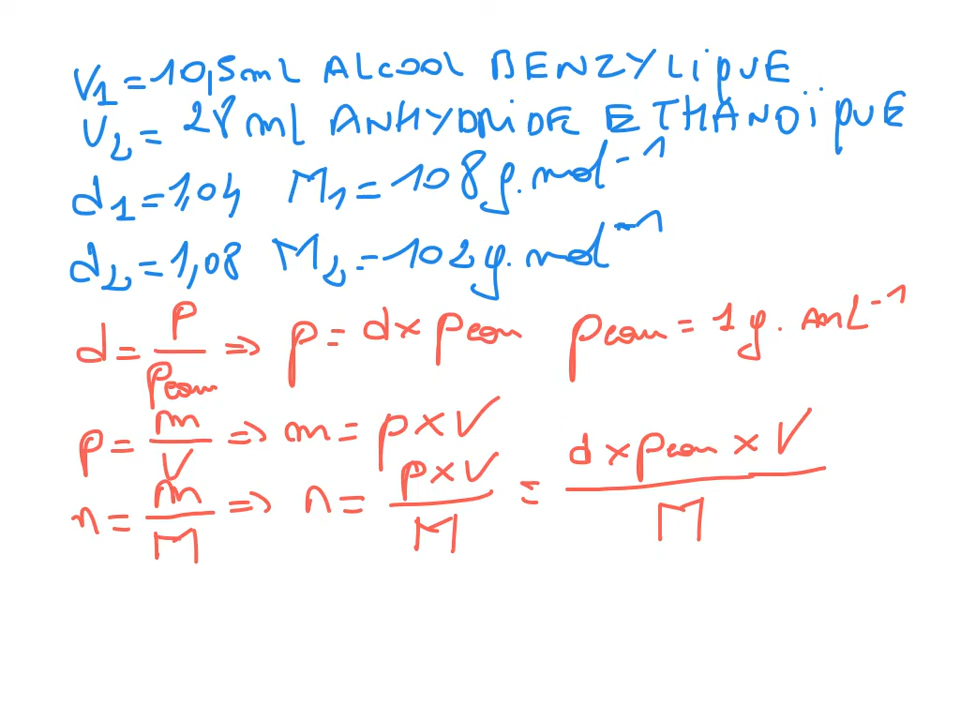 V₁ = 10,5 mL ALCOOL BENZYLIQUE
V₂ = 28 ml ANHYDRIDE ETHANOÏQUE
d₁ = 1,04 M₁ = 108 g.mol⁻¹
d₂ = 1,08 M₂ = 102 g.mol⁻¹
d = ρ/ρeau => ρ = d × ρeau ρeau = 1 g.mL⁻¹
ρ = m/V => m = ρ × V
n = m/M => n = (ρ × V)/M = (d × ρeau × V)/M